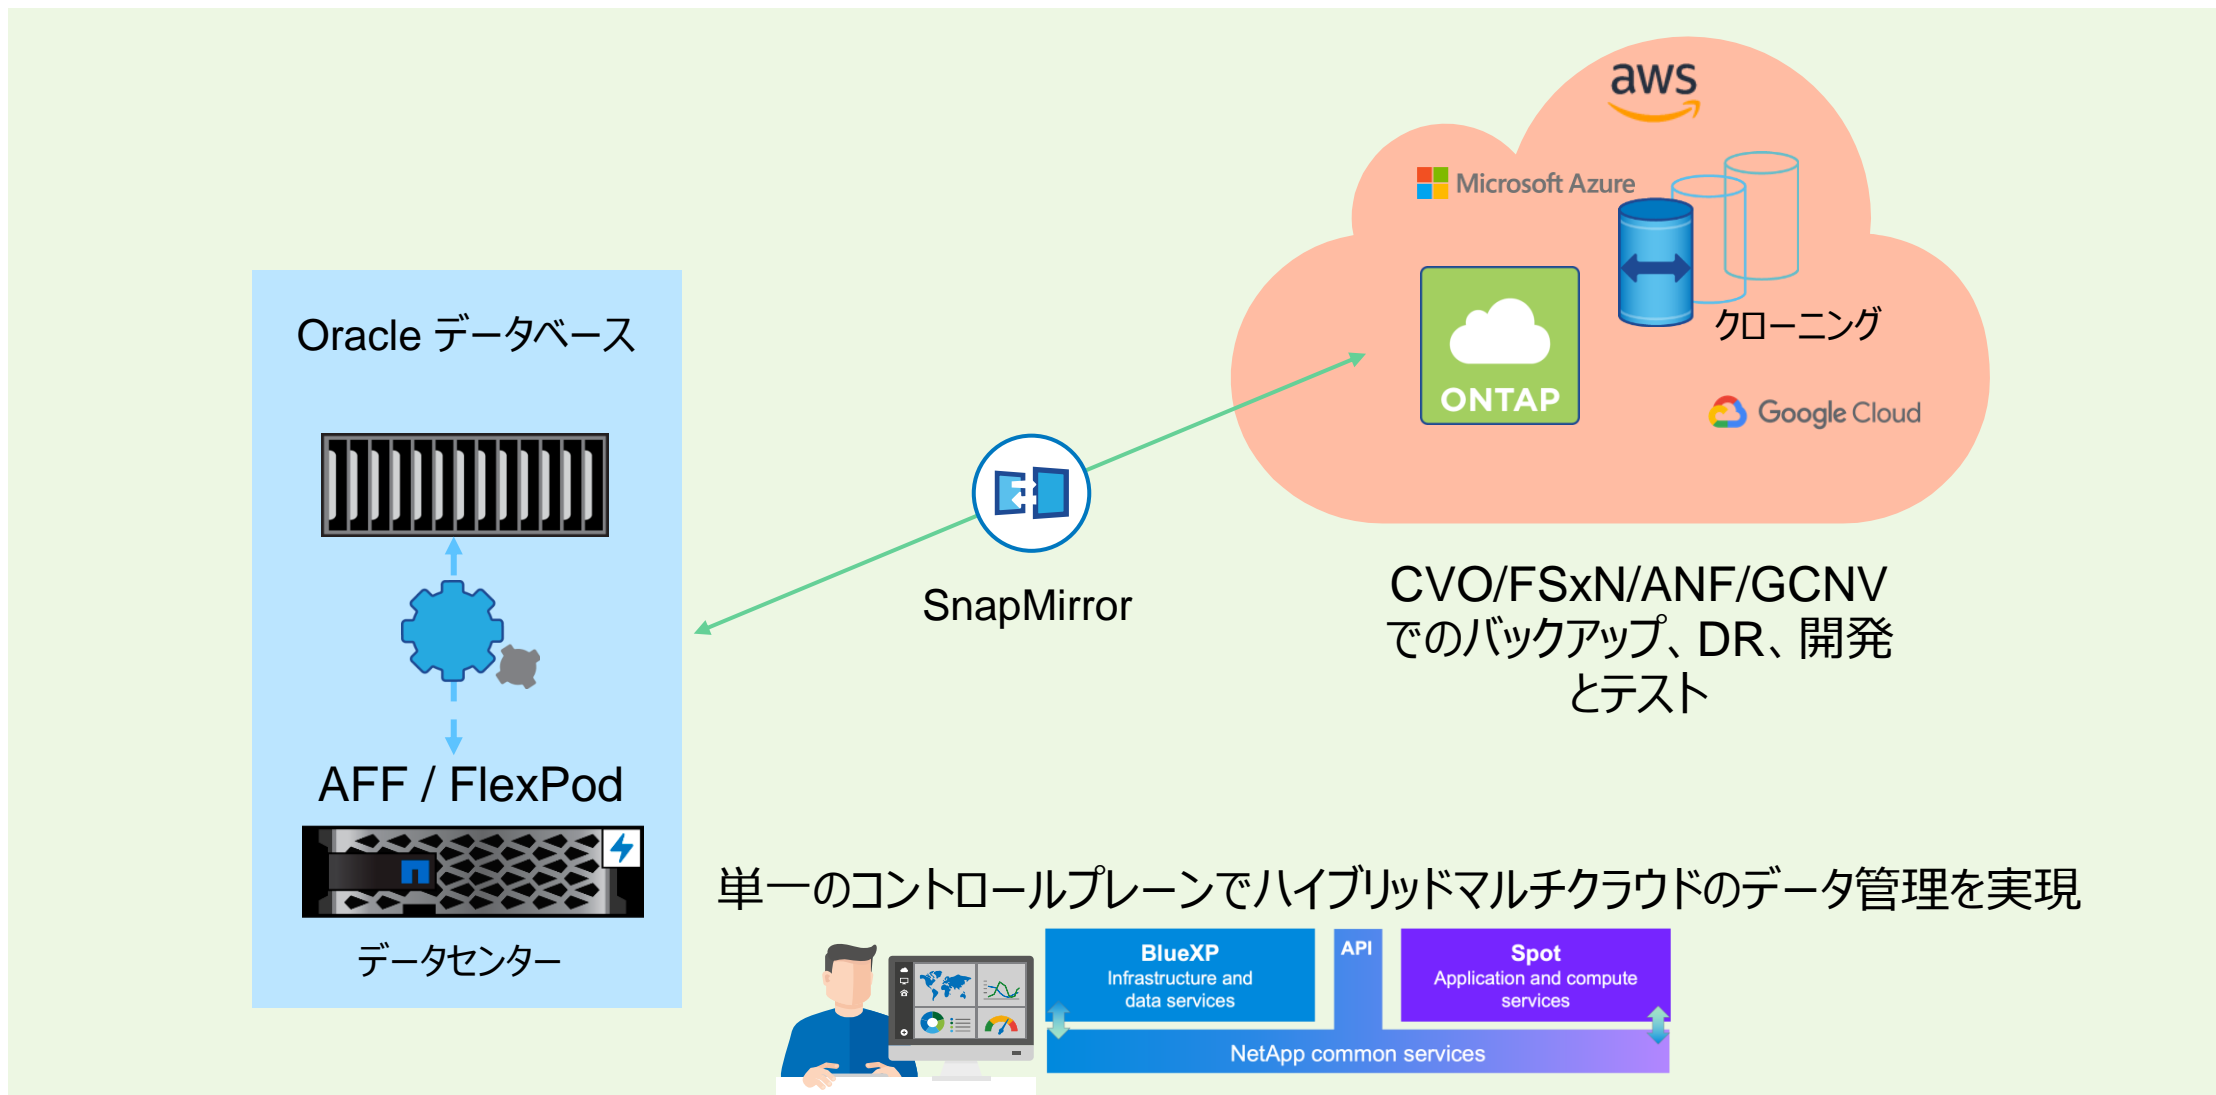 aws
Microsoft Azure
クローニング
ONTAP
Google Cloud
Oracle データベース
SnapMirror
CVO/FSxN/ANF/GCNV
でのバックアップ、DR、開発
とテスト
AFF / FlexPod
データセンター
単一のコントロールプレーンでハイブリッドマルチクラウドのデータ管理を実現
BlueXP
Infrastructure and
data services
API
Spot
Application and compute
services
NetApp common services